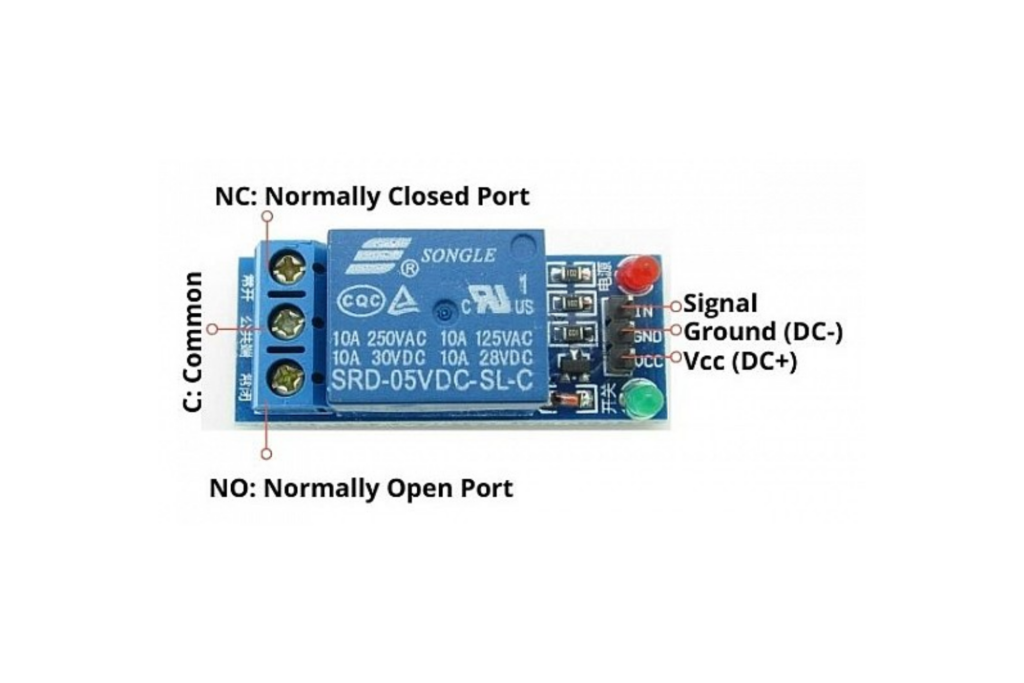 NC: Normally Closed Port
C: Common
NO: Normally Open Port
常开
公共端
常闭
SONGLE
®
CQC
C US
1
10A 250VAC 10A 125VAC
10A 30VDC 10A 28VDC
SRD-05VDC-SL-C
电源
IN
GND
VCC
开关
Signal
Ground (DC-)
Vcc (DC+)